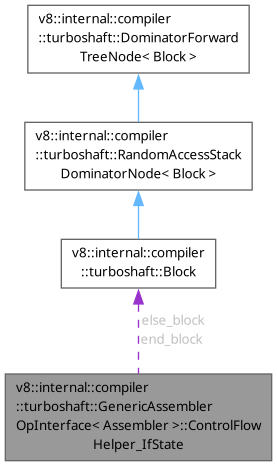 v8::internal::compiler
::turboshaft::DominatorForward
TreeNode< Block >
v8::internal::compiler
::turboshaft::RandomAccessStack
DominatorNode< Block >
v8::internal::compiler
::turboshaft::Block
else_block
end_block
v8::internal::compiler
::turboshaft::GenericAssembler
OpInterface< Assembler >::ControlFlow
Helper_IfState